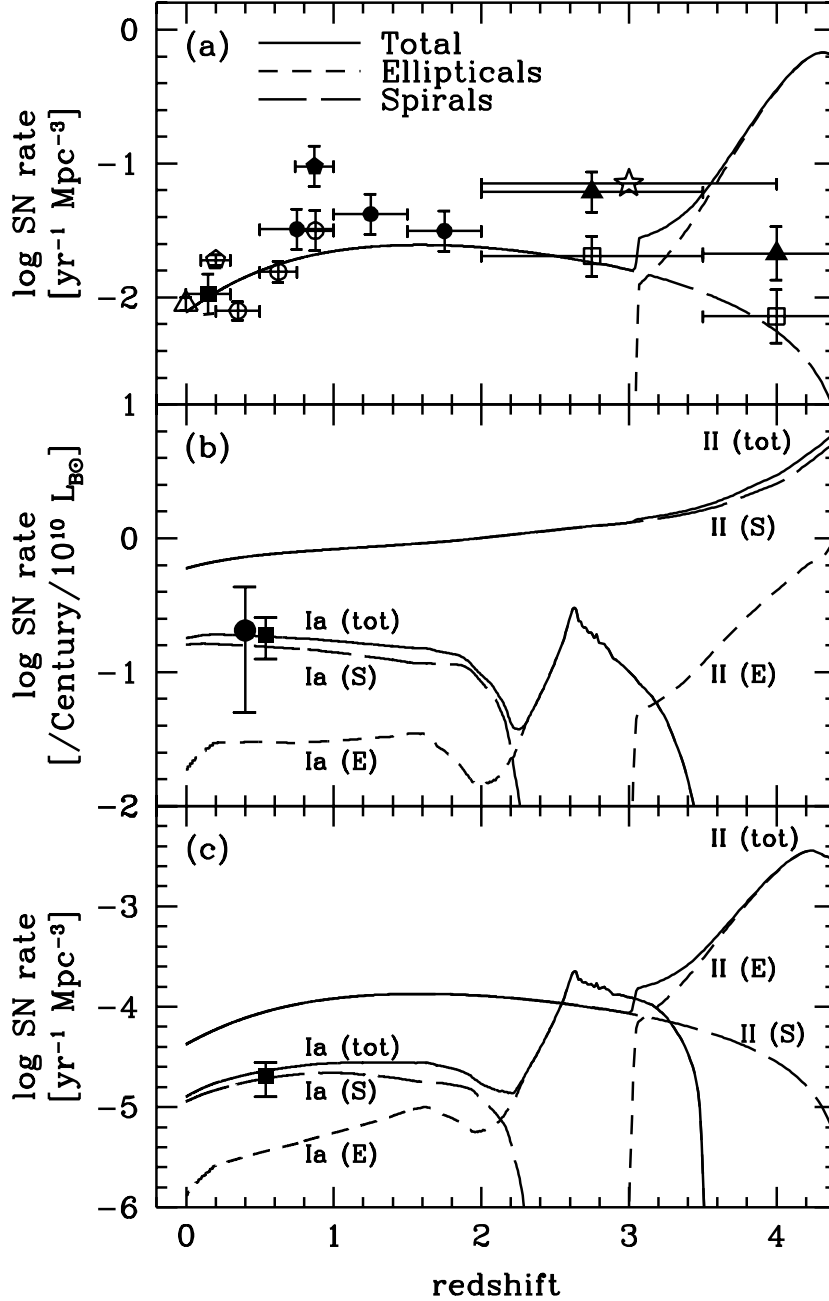 0
(a)
Total
Ellipticals
Spirals
−1
−2
log SN rate
[yr⁻¹ Mpc⁻³]
1
(b)
II (tot)
II (S)
0
Ia (tot)
−1
Ia (S)
II (E)
Ia (E)
−2
log SN rate
[/Century/10¹⁰ L_B⊙]
(c)
II (tot)
−3
II (E)
−4
II (S)
Ia (tot)
Ia (S)
−5
Ia (E)
−6
log SN rate
[yr⁻¹ Mpc⁻³]
0 1 2 3 4
redshift